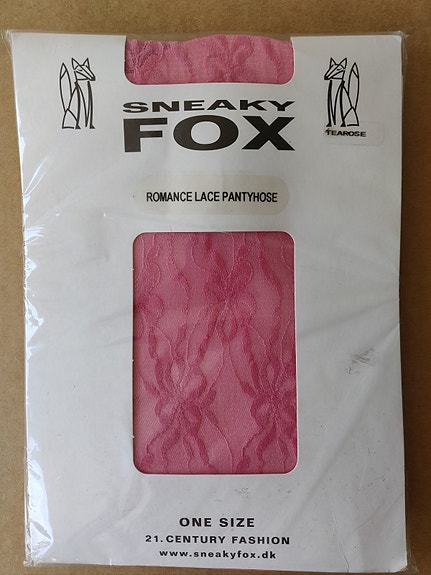 SNEAKY
FOX
TEAROSE
ROMANCE LACE PANTYHOSE
ONE SIZE
21. CENTURY FASHION
www.sneakyfox.dk